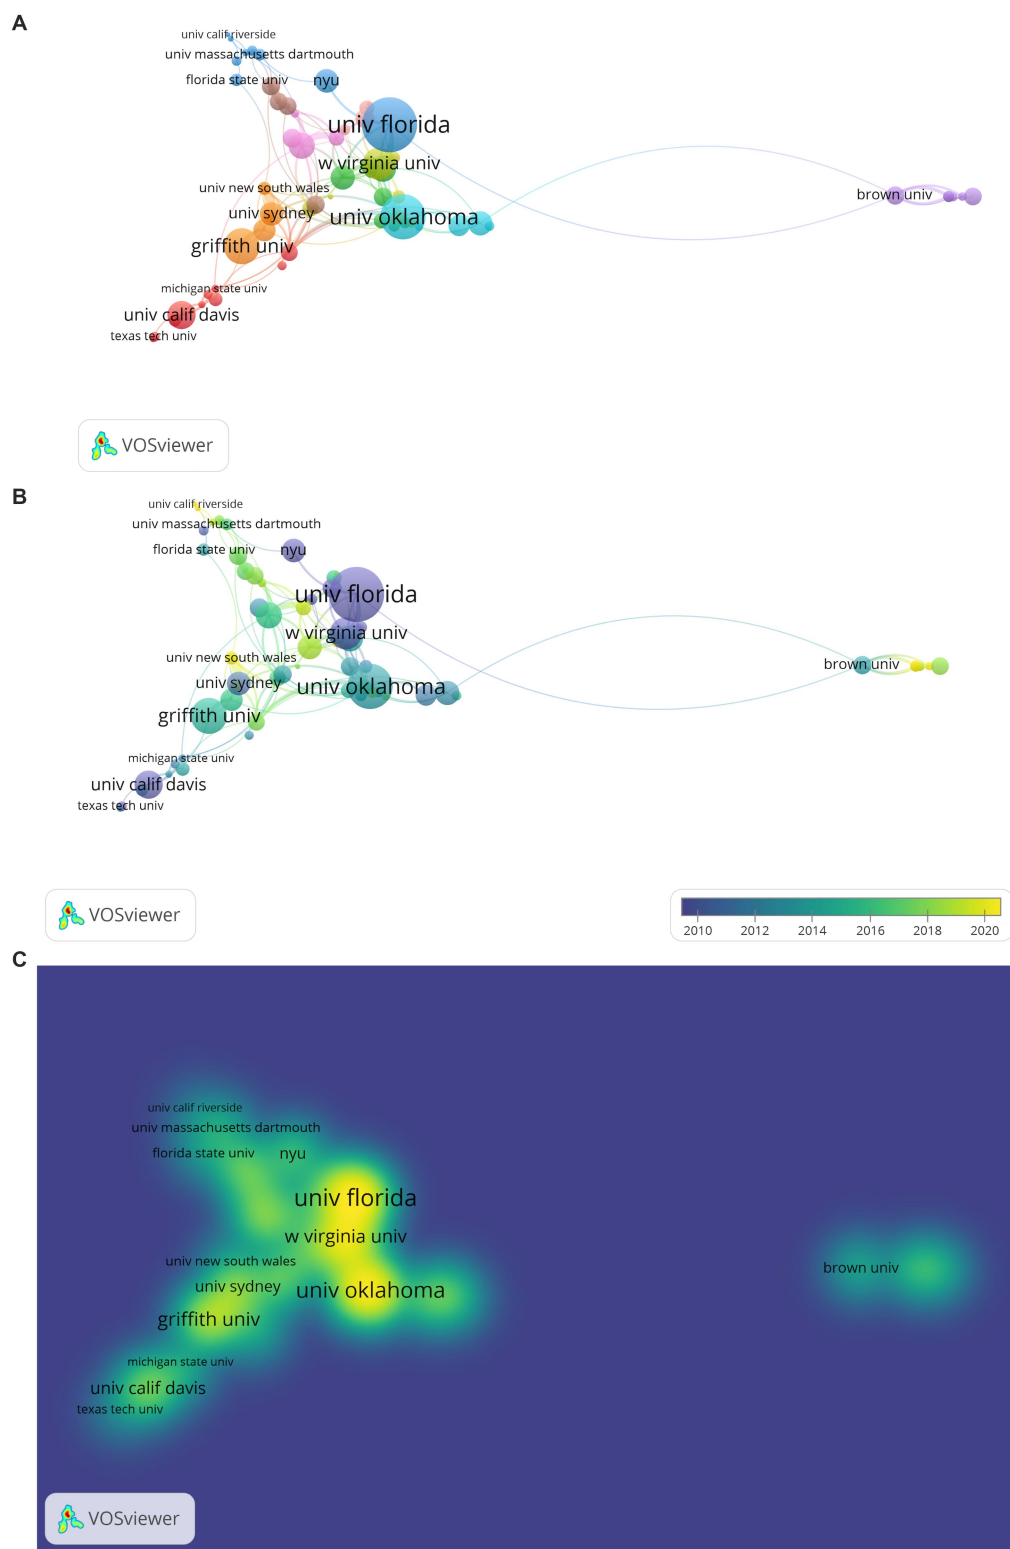 A
univ calif riverside
univ massachusetts dartmouth
florida state univ
nyu
univ florida
w virginia univ
univ new south wales
brown univ
univ sydney
univ oklahoma
griffith univ
michigan state univ
univ calif davis
texas tech univ
VOSviewer
B
univ calif riverside
univ massachusetts dartmouth
florida state univ
nyu
univ florida
w virginia univ
univ new south wales
brown univ
univ sydney
univ oklahoma
griffith univ
michigan state univ
univ calif davis
texas tech univ
VOSviewer
2010 2012 2014 2016 2018 2020
C
univ calif riverside
univ massachusetts dartmouth
florida state univ
nyu
univ florida
w virginia univ
univ new south wales
brown univ
univ sydney
univ oklahoma
griffith univ
michigan state univ
univ calif davis
texas tech univ
VOSviewer